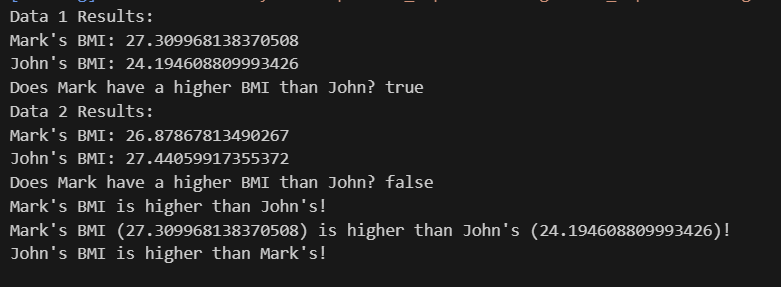 Data 1 Results:
Mark's BMI: 27.309968138370508
John's BMI: 24.194608809993426
Does Mark have a higher BMI than John? true
Data 2 Results:
Mark's BMI: 26.87867813490267
John's BMI: 27.44059917355372
Does Mark have a higher BMI than John? false
Mark's BMI is higher than John's!
Mark's BMI (27.309968138370508) is higher than John's (24.194608809993426)!
John's BMI is higher than Mark's!